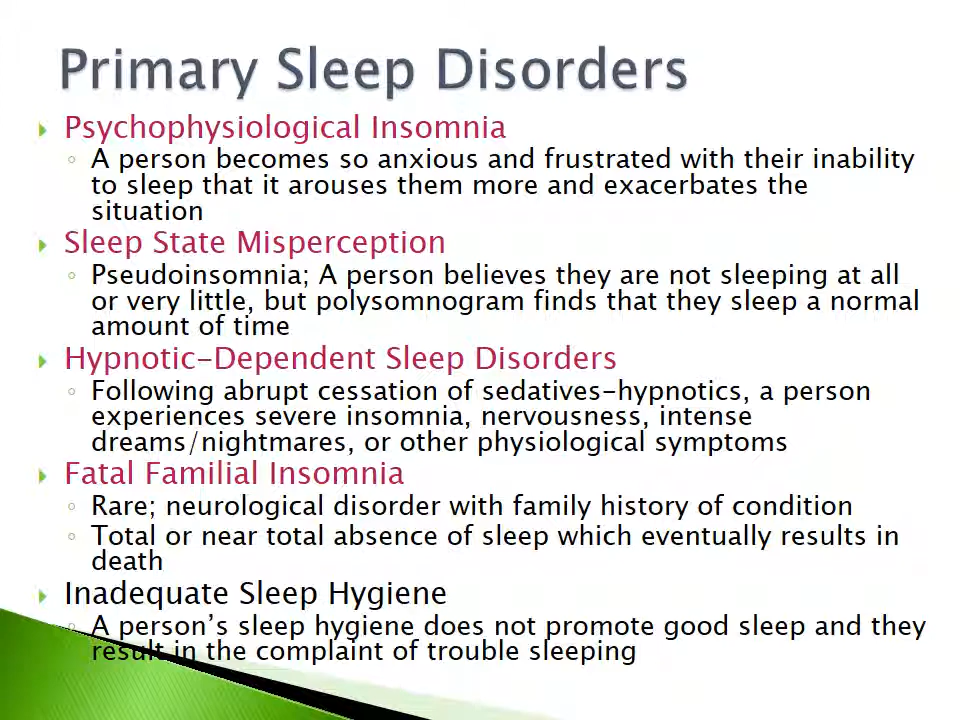 Primary Sleep Disorders
Psychophysiological Insomnia
A person becomes so anxious and frustrated with their inability
to sleep that it arouses them more and exacerbates the
situation
Sleep State Misperception
Pseudoinsomnia; A person believes they are not sleeping at all
or very little, but polysomnogram finds that they sleep a normal
amount of time
Hypnotic-Dependent Sleep Disorders
Following abrupt cessation of sedatives-hypnotics, a person
experiences severe insomnia, nervousness, intense
dreams/nightmares, or other physiological symptoms
Fatal Familial Insomnia
Rare; neurological disorder with family history of condition
Total or near total absence of sleep which eventually results in
death
Inadequate Sleep Hygiene
A person’s sleep hygiene does not promote good sleep and they
result in the complaint of trouble sleeping